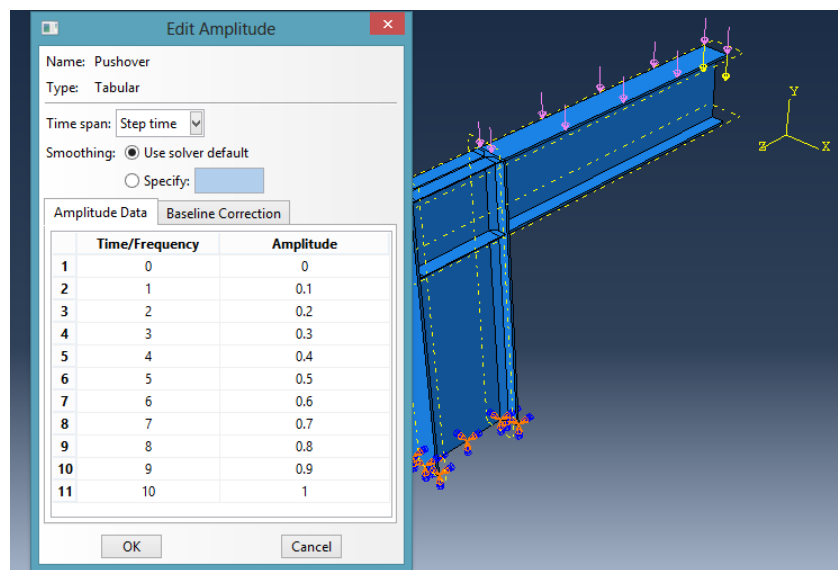 Edit Amplitude
Name: Pushover
Type: Tabular
Time span: Step time
Smoothing: Use solver default
Specify:
Amplitude Data Baseline Correction
Time/Frequency Amplitude
1 0 0
2 1 0.1
3 2 0.2
4 3 0.3
5 4 0.4
6 5 0.5
7 6 0.6
8 7 0.7
9 8 0.8
10 9 0.9
11 10 1
OK Cancel
Y
Z X